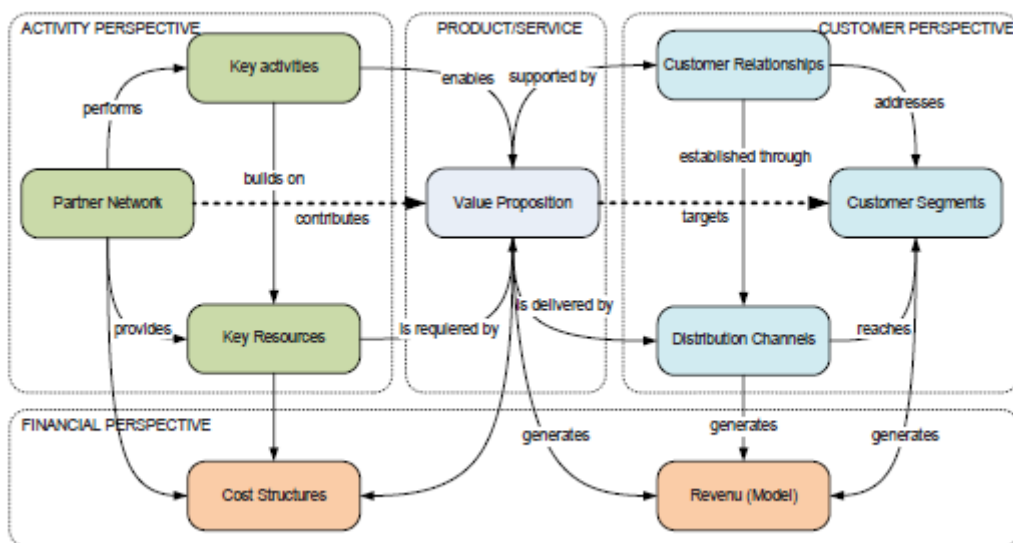 ACTIVITY PERSPECTIVE
PRODUCT/SERVICE
CUSTOMER PERSPECTIVE
Key activities
enables
supported by
Customer Relationships
performs
addresses
builds on
established through
Partner Network
contributes
Value Proposition
targets
Customer Segments
provides
Key Resources
is requiered by
is delivered by
Distribution Channels
reaches
FINANCIAL PERSPECTIVE
generates
generates
generates
Cost Structures
Revenu (Model)